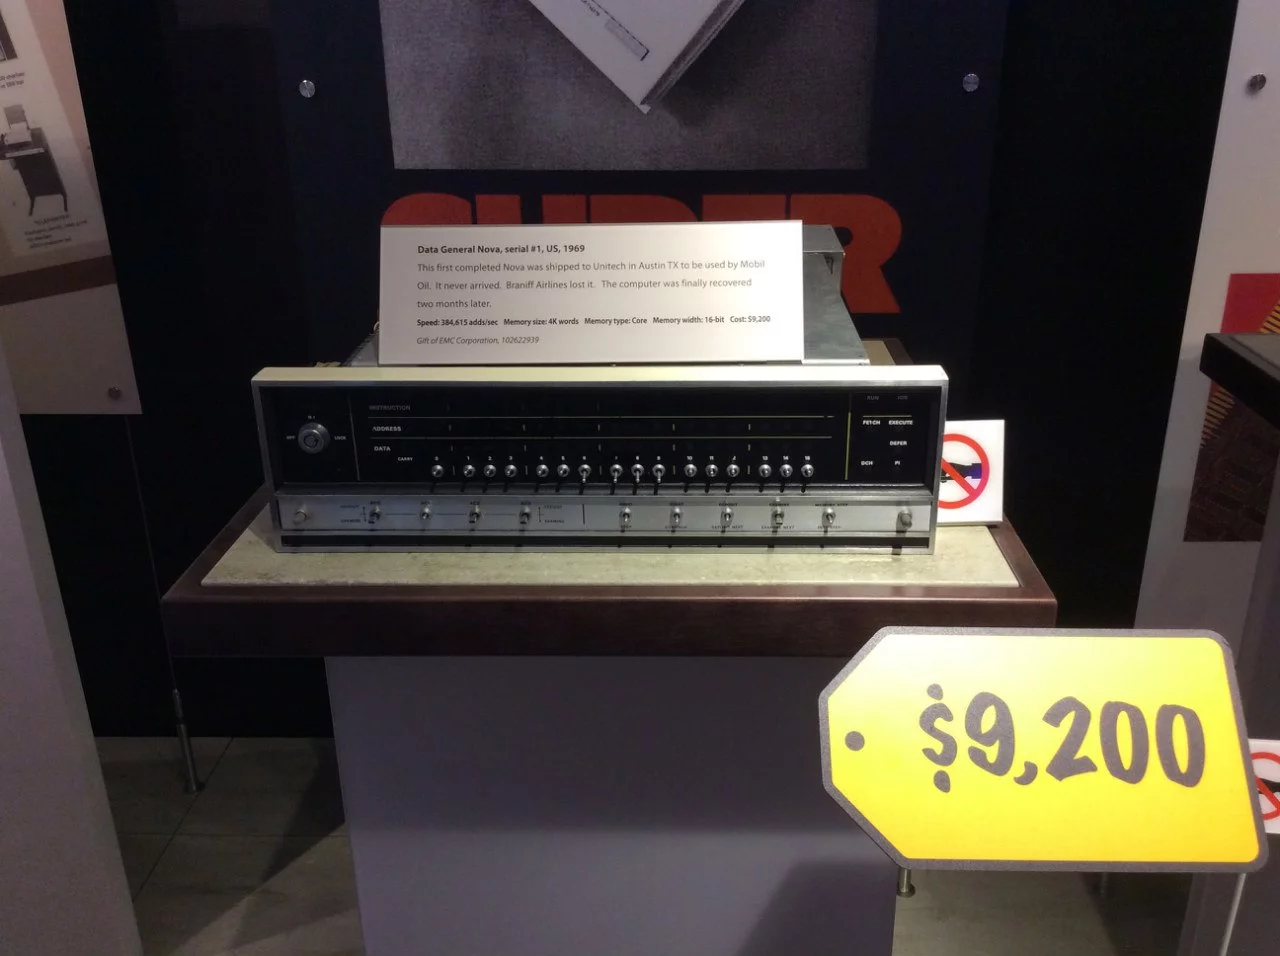 SUPER
Data General Nova, serial #1, US, 1969
This first completed Nova was shipped to Unitech in Austin TX to be used by Mobil
Oil. It never arrived. Braniff Airlines lost it. The computer was finally recovered
two months later.
Speed: 384,615 adds/sec Memory size: 4K words Memory type: Core Memory width: 16-bit Cost: $9,200
Gift of EMC Corporation, 102622939
INSTRUCTION
ADDRESS
DATA
CARRY
0 1 2 3 4 5 6 7 8 9 10 11 12 13 14 15
OFF
LOCK
RUN ION
FETCH EXECUTE
DEFER
DCH PI
$9,200